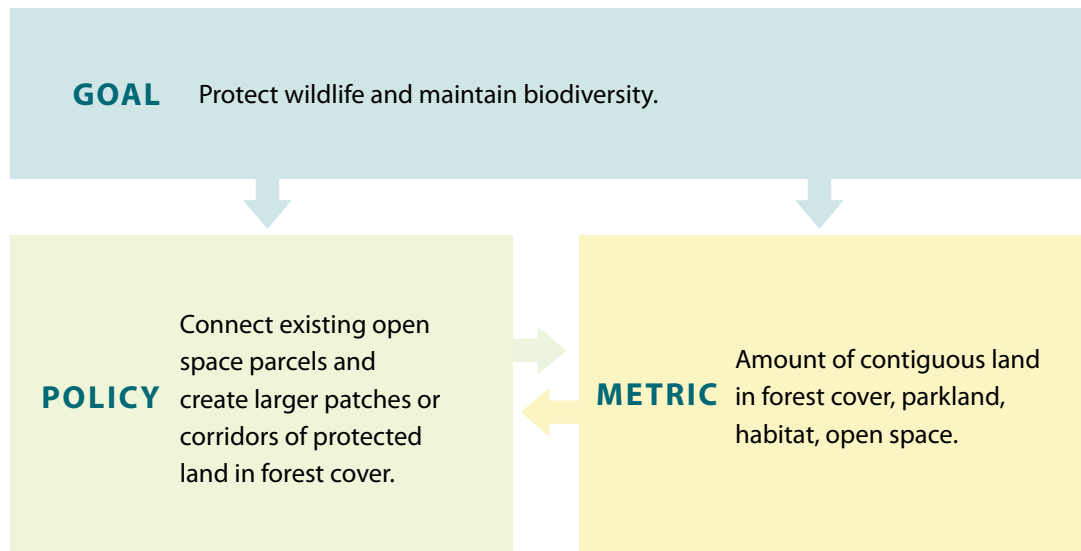 GOAL Protect wildlife and maintain biodiversity.
POLICY
Connect existing open
space parcels and
create larger patches or
corridors of protected
land in forest cover.
METRIC
Amount of contiguous land
in forest cover, parkland,
habitat, open space.